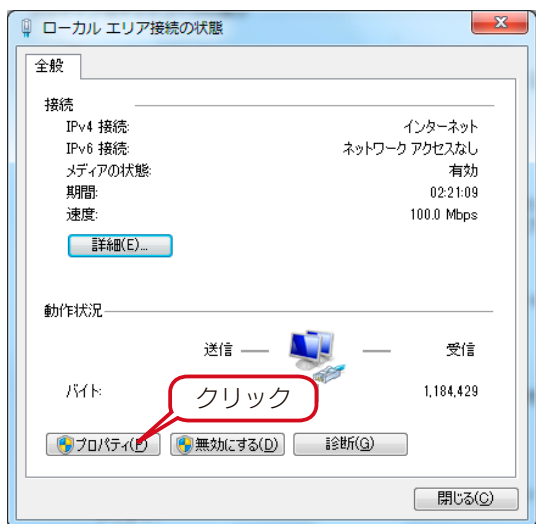 ローカル エリア接続の状態
全般
接続
IPv4 接続: インターネット
IPv6 接続: ネットワーク アクセスなし
メディアの状態: 有効
期間: 02:21:09
速度: 100.0 Mbps
詳細(E)...
動作状況
送信 受信
バイト: 1,184,429
クリック
プロパティ(P) 無効にする(D) 診断(G)
閉じる(C)